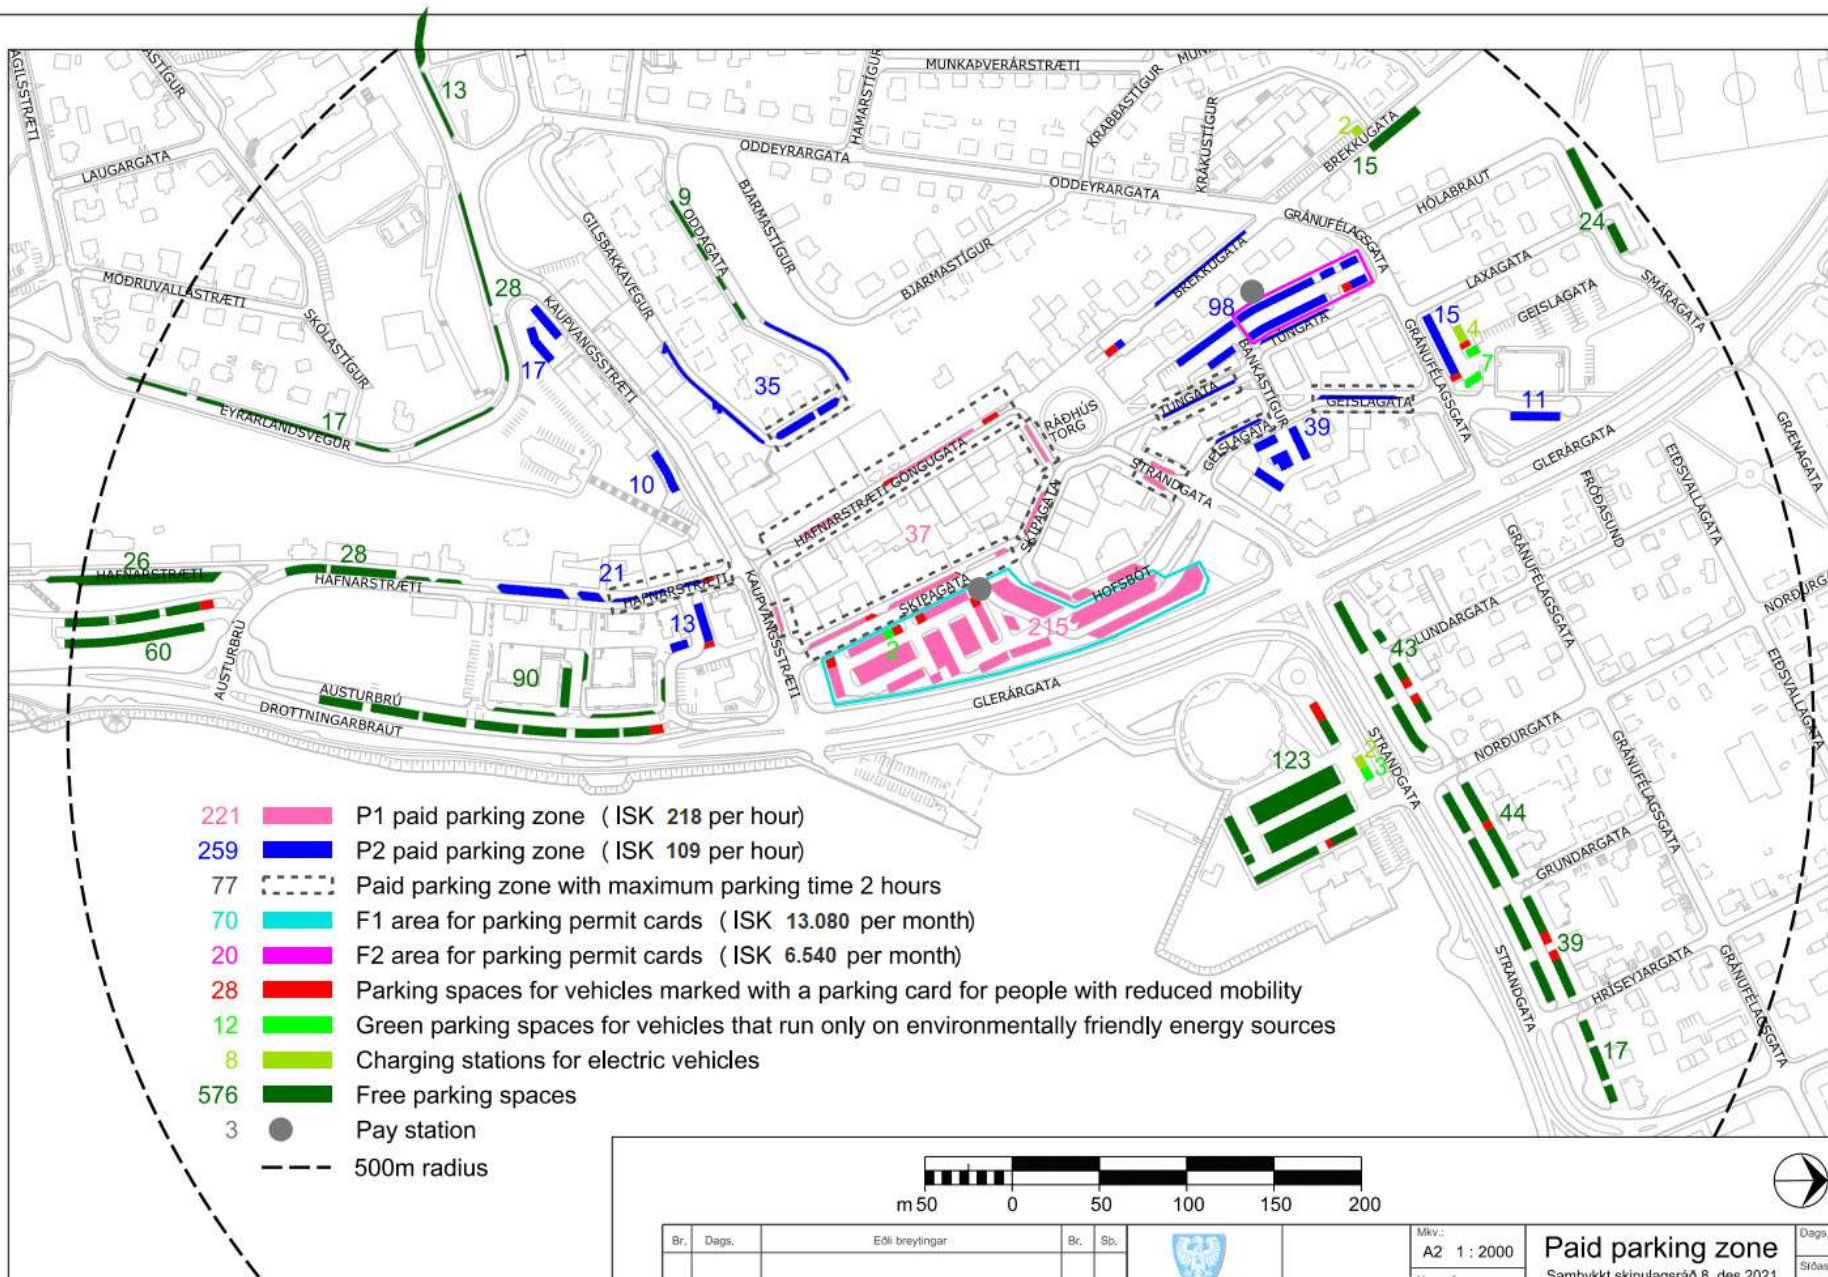 AGILSSTRÆTI
ASTÍGUR
LAUGARGATA
MÖÐRUVALLASTRÆTI
SKÓLASTÍGUR
13
28
17
EYRARLANDSVEGUR
KAUPVANGSSTRÆTI
17
GILSBAKKAVEGUR
9
ODDAGATA
BJARMASTÍGUR
BJARMASTÍGUR
ODDEYRARGATA
ODDEYRARGATA
HAMARSTÍGUR
MUNKAÞVERÁRSTRÆTI
KRABBASTÍGUR
KRÁKUSTÍGUR
2
BREKKUGATA
15
HÓLABRAUT
GRÁNUFÉLAGSGATA
BREKKUGATA
98
TÚNGATA
BANKASTÍGUR
LAXAGATA
GEISLAGATA
24
SMÁRAGATA
15
4
7
11
GRÁNUFÉLAGSGATA
GLERÁRGATA
GRÆNAGATA
35
10
HAFNARSTRÆTI GÖNGUGATA
37
RÁÐHÚS
TORG
SKIPAGATA
STRANDGATA
TÚNGATA
GEISLAGATA
GEISLAGATA
39
EIÐSVALLAGATA
FRÓÐASUND
GRÁNUFÉLAGSGATA
26
HAFNARSTRÆTI
28
HAFNARSTRÆTI
21
HAFNARSTRÆTI
13
KAUPVANGSSTRÆTI
SKIPAGATA
HOFSBÓT
215
2
GLERÁRGATA
60
AUSTURBRÚ
90
AUSTURBRÚ
DROTTNINGARBRAUT
LUNDARGATA
43
NORÐURGATA
EIÐSVALLAGATA
GRÁNUFÉLAGSGATA
STRANDGATA
123
2
3
44
GRUNDARGATA
39
HRÍSEYJARGATA
GRÁNUFÉLAGSGATA
STRANDGATA
17
221 P1 paid parking zone ( ISK 218 per hour)
259 P2 paid parking zone ( ISK 109 per hour)
77 Paid parking zone with maximum parking time 2 hours
70 F1 area for parking permit cards ( ISK 13.080 per month)
20 F2 area for parking permit cards ( ISK 6.540 per month)
28 Parking spaces for vehicles marked with a parking card for people with reduced mobility
12 Green parking spaces for vehicles that run only on environmentally friendly energy sources
8 Charging stations for electric vehicles
576 Free parking spaces
3 Pay station
500m radius
m 50 0 50 100 150 200
Br. Dags. Eðli breytingar Br. Sþ.
Mkv.:
A2 1 : 2000
Paid parking zone
Samþykkt skipulagsráð 8. des 2021
Dags.
Síðas